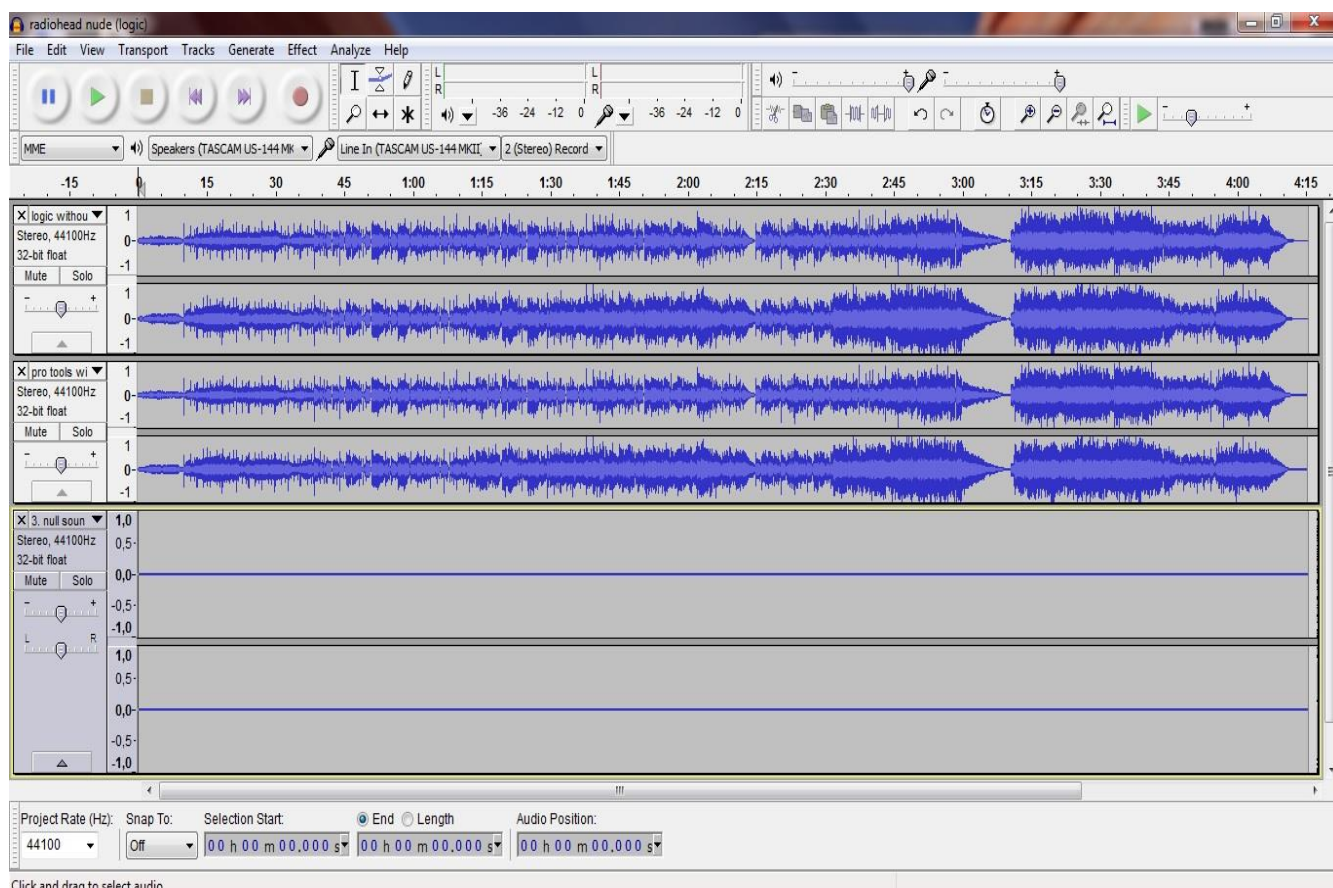 radiohead nude (logic)
File Edit View Transport Tracks Generate Effect Analyze Help
L
R
-36 -24 -12 0
L
R
-36 -24 -12 0
- +
MME
Speakers (TASCAM US-144 MK
Line In (TASCAM US-144 MKII)
2 (Stereo) Record
-15 0 15 30 45 1:00 1:15 1:30 1:45 2:00 2:15 2:30 2:45 3:00 3:15 3:30 3:45 4:00 4:15
X logic withou
Stereo, 44100Hz
32-bit float
Mute Solo
- +
1
0-
-1
1
0-
-1
X pro tools wi
Stereo, 44100Hz
32-bit float
Mute Solo
- +
1
0-
-1
1
0-
-1
X 3. null soun
Stereo, 44100Hz
32-bit float
Mute Solo
- +
L R
1,0
0,5-
0,0-
-0,5-
-1,0
1,0
0,5-
0,0-
-0,5-
-1,0
Project Rate (Hz): Snap To: Selection Start: End Length Audio Position:
44100 Off 00 h 00 m 00.000 s 00 h 00 m 00.000 s 00 h 00 m 00.000 s
Click and drag to select audio